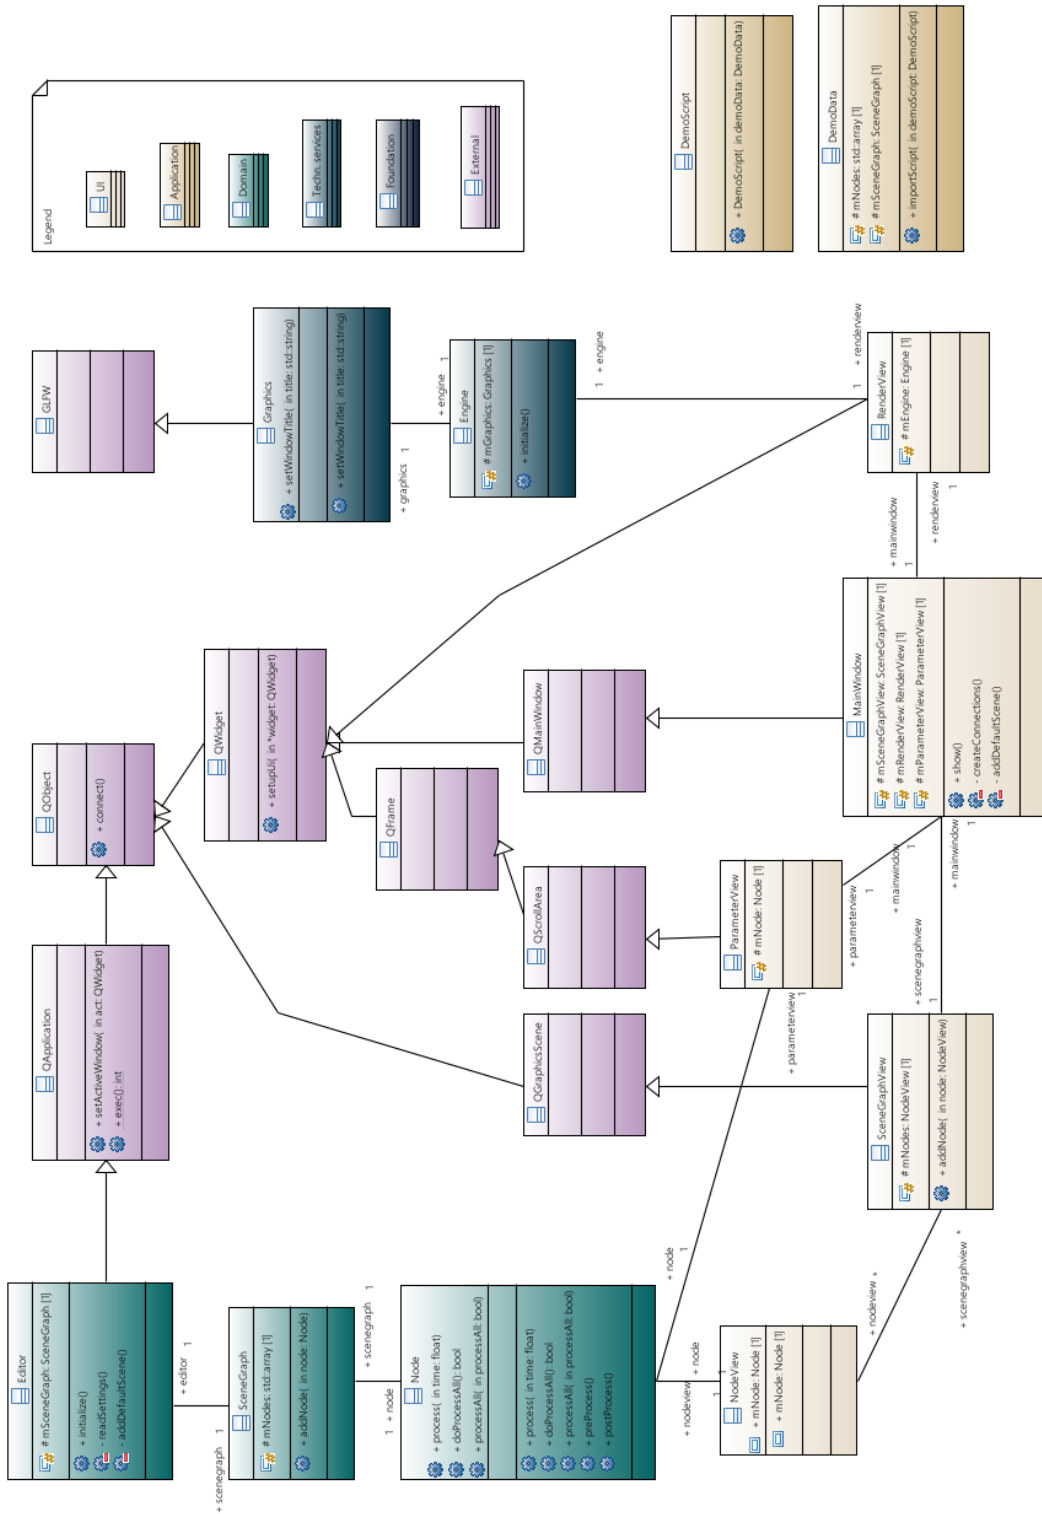 Legend
UI
Application
Domain
Techn. services
Foundation
External
DemoScript
+ DemoScript( in demoData: DemoData)
DemoData
# mNodes: std::array [1]
# mSceneGraph: SceneGraph [1]
+ importScript( in demoScript: DemoScript)
GLFW
Graphics
+ setWindowTitle( in title: std::string)
+ setWindowTitle( in title: std::string)
+ graphics 1
+ engine 1
Engine
# mGraphics: Graphics [1]
+ initialize()
1 + engine
1 + renderview
RenderView
# mEngine: Engine [1]
+ mainwindow
1
+ renderview
1
QObject
+ connect()
QWidget
+ setupUi( in *widget: QWidget)
QFrame
QMainWindow
QScrollArea
QGraphicsScene
MainWindow
# mSceneGraphView: SceneGraphView [1]
# mRenderView: RenderView [1]
# mParameterView: ParameterView [1]
+ show()
- createConnections()
- addDefaultScene()
ParameterView
# mNode: Node [1]
+ parameterview
1
+ mainwindow
1
+ mainwindow
1
+ scenegraphview
1
+ parameterview
1
QApplication
+ setActiveWindow( in act: QWidget)
+ exec(): int
SceneGraphView
# mNodes: NodeView [1]
+ addNode( in node: NodeView)
+ scenegraphview *
+ nodeview *
Editor
# mSceneGraph: SceneGraph [1]
+ initialize()
- readSettings()
- addDefaultScene()
+ editor 1
+ scenegraph 1
SceneGraph
# mNodes: std::array [1]
+ addNode( in node: Node)
+ scenegraph 1
1 + node
Node
+ process( in time: float)
+ doProcessAll(): bool
+ processAll( in processAll: bool)
+ process( in time: float)
+ doProcessAll(): bool
+ processAll( in processAll: bool)
+ preProcess()
+ postProcess()
+ node
1
+ node
1
+ nodeview
1
NodeView
+ mNode: Node [1]
+ mNode: Node [1]